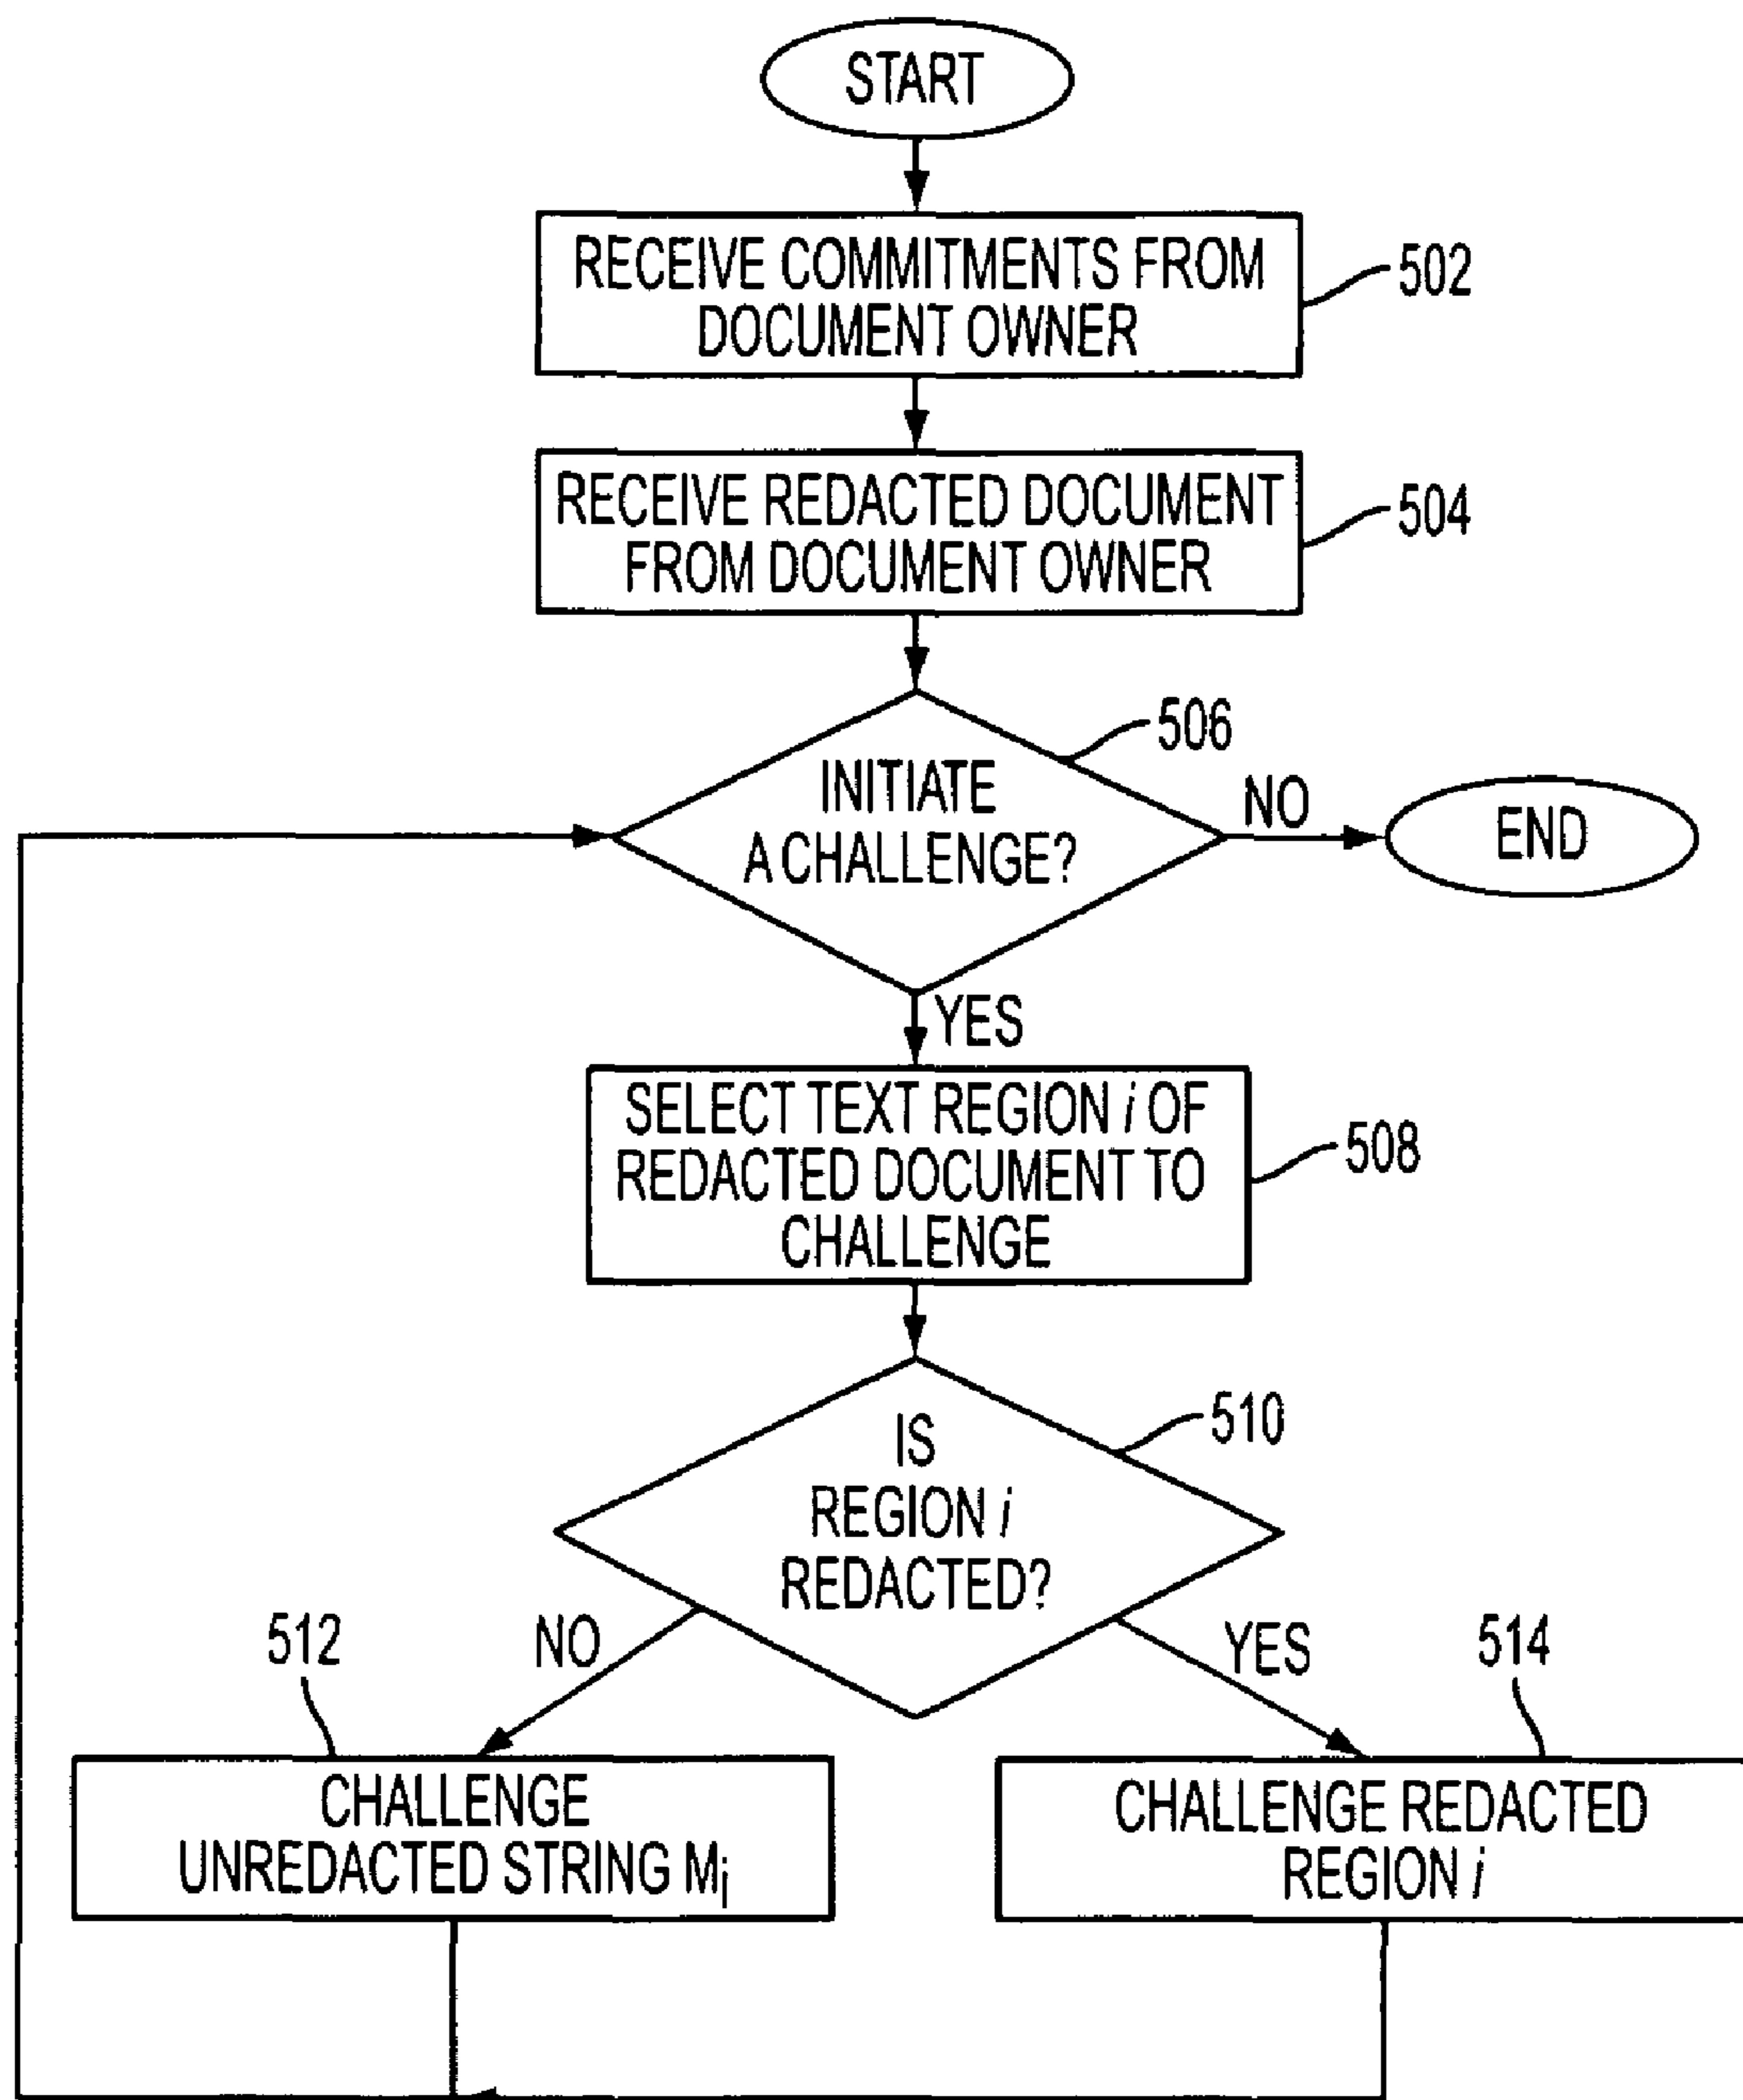 START
RECEIVE COMMITMENTS FROM
DOCUMENT OWNER
502
RECEIVE REDACTED DOCUMENT
FROM DOCUMENT OWNER
504
506
INITIATE
A CHALLENGE?
NO
END
YES
SELECT TEXT REGION i OF
REDACTED DOCUMENT TO
CHALLENGE
508
510
IS
REGION i
REDACTED?
NO
YES
512
514
CHALLENGE
UNREDACTED STRING Mi
CHALLENGE REDACTED
REGION i